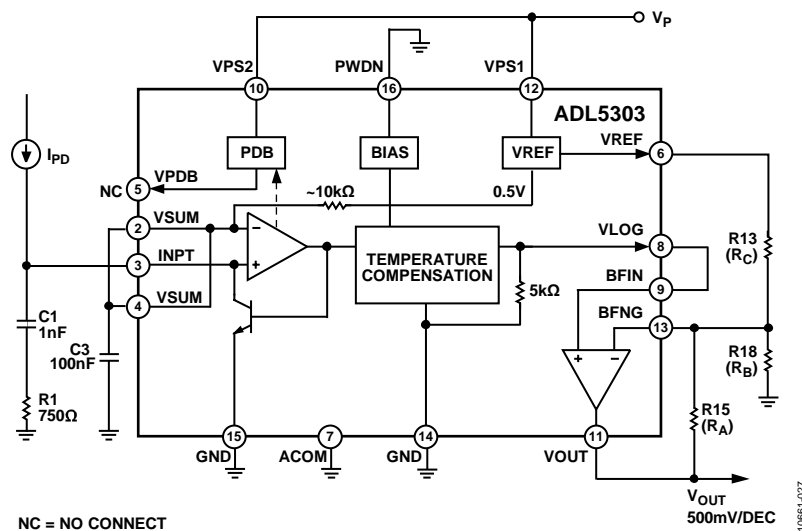 V_P
VPS2
PWDN
VPS1
10
16
12
ADL5303
PDB
BIAS
VREF
VREF
6
I_PD
VPDB
NC
5
~10kΩ
0.5V
VSUM
2
−
VLOG
8
R13
(R_C)
INPT
3
+
TEMPERATURE
COMPENSATION
5kΩ
BFIN
9
VSUM
4
BFNG
13
C1
1nF
C3
100nF
+ −
R18
(R_B)
R1
750Ω
R15
(R_A)
15
7
14
11
GND
ACOM
GND
VOUT
V_OUT
500mV/DEC
NC = NO CONNECT
10661-027